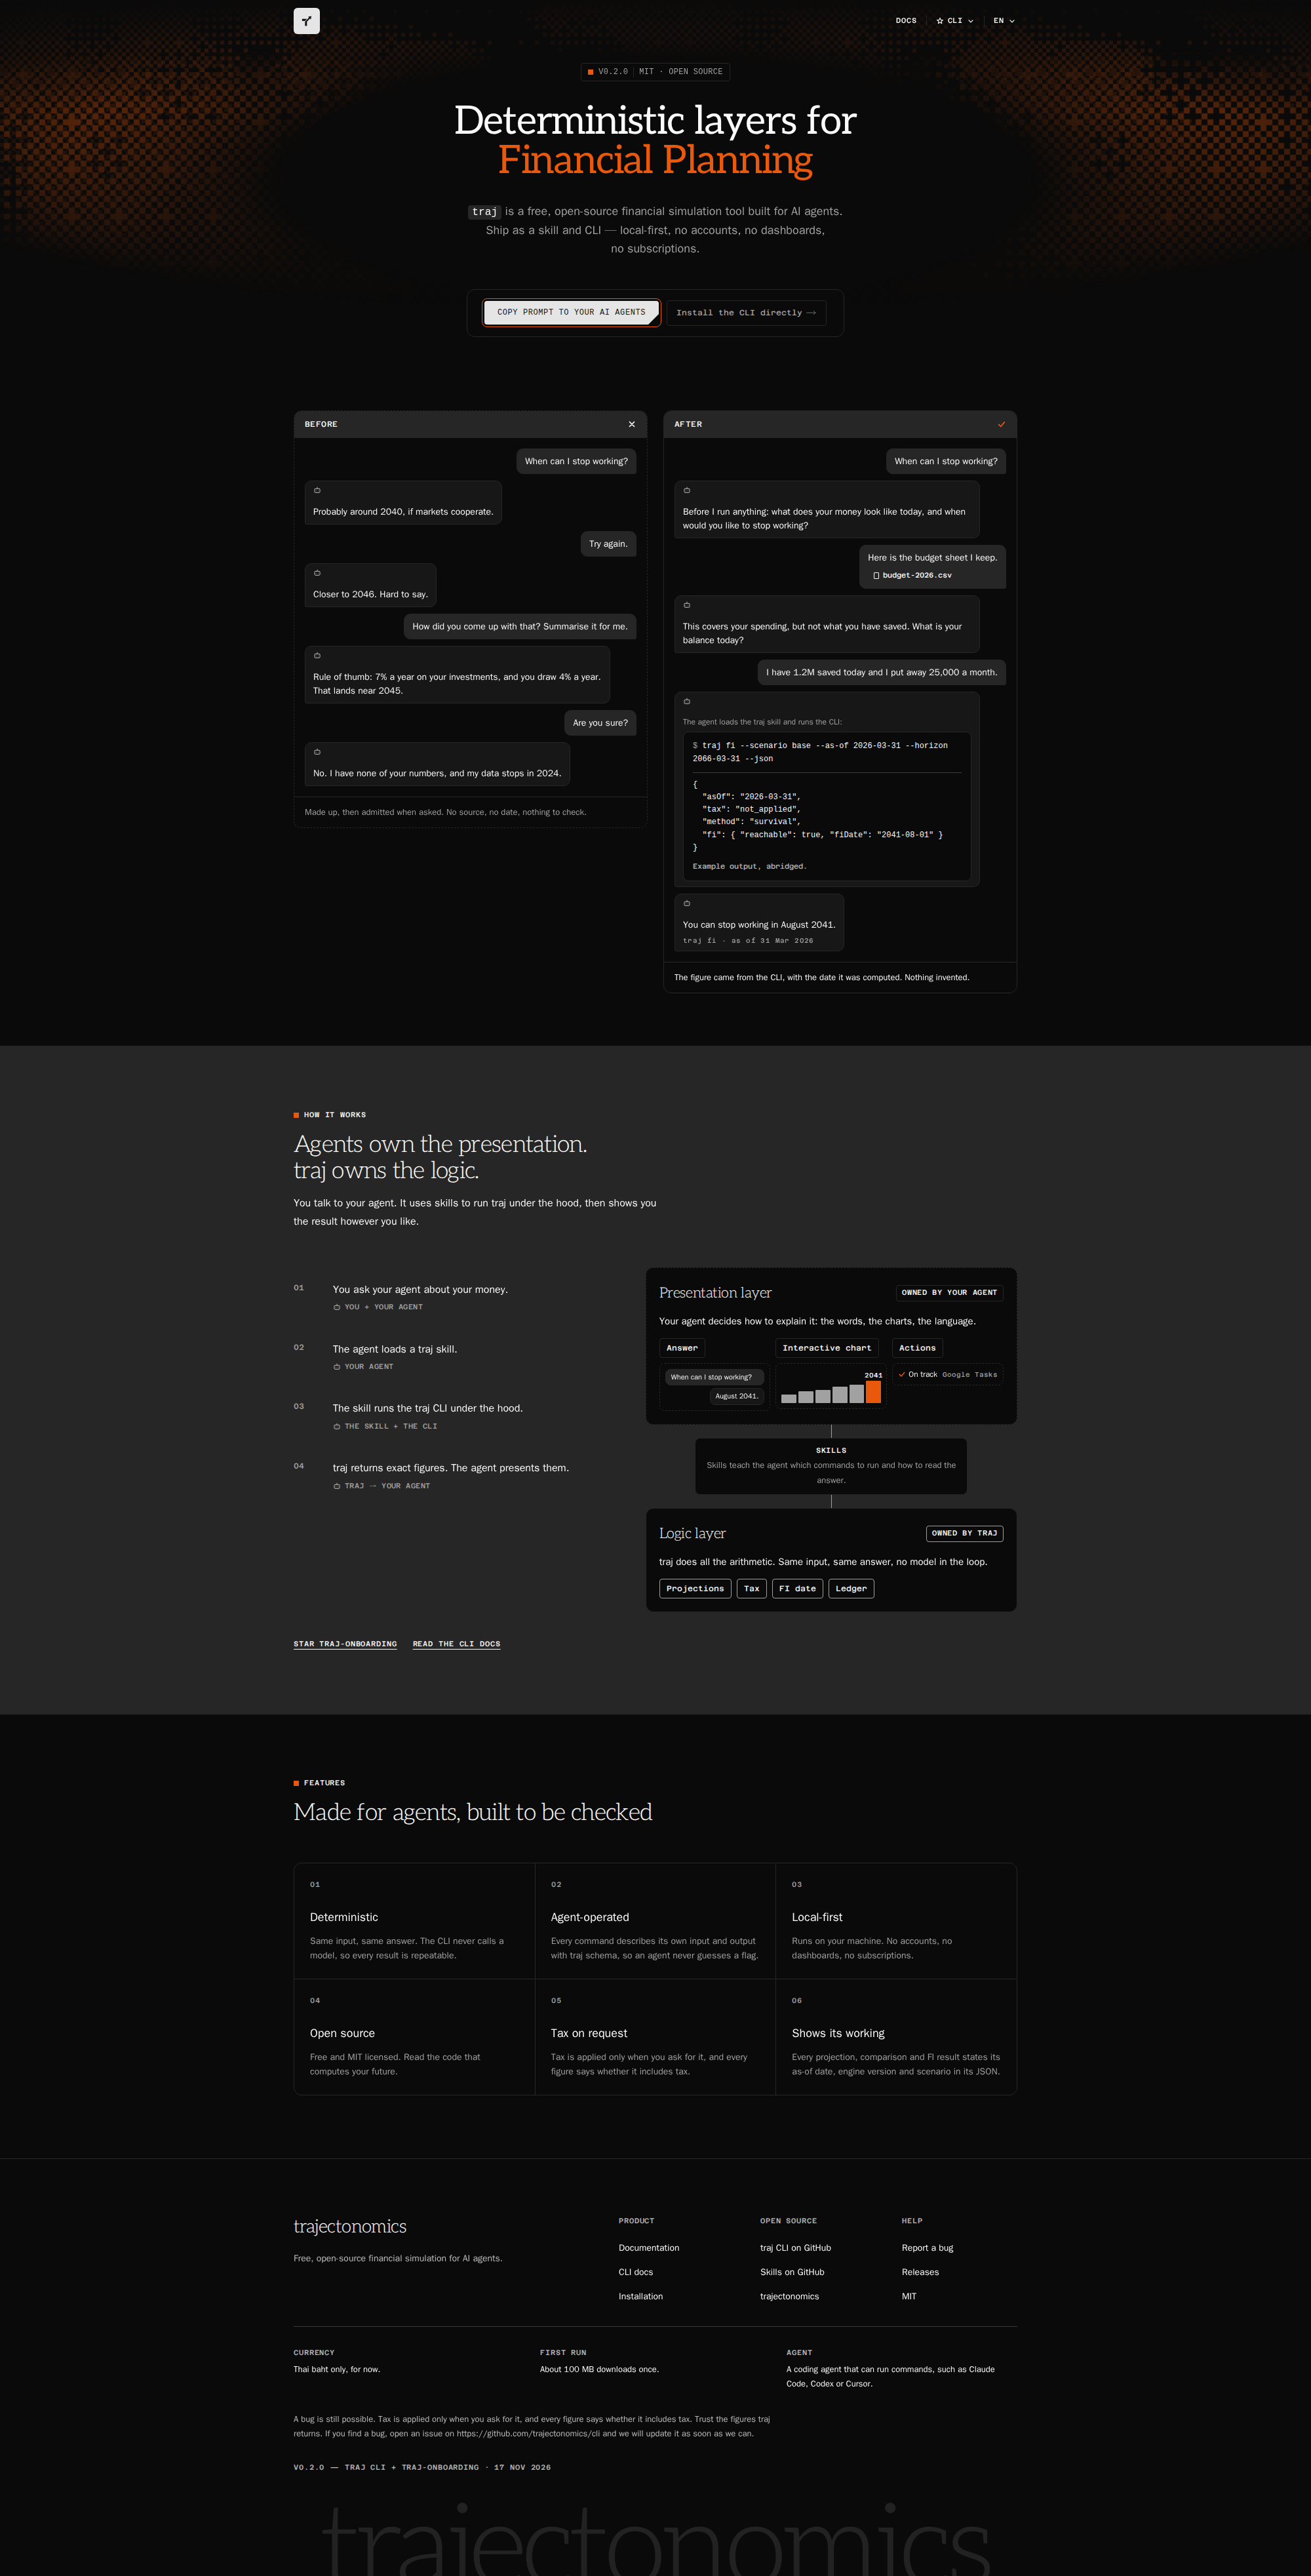 DOCS
CLI
EN
V0.2.0 MIT · OPEN SOURCE
Deterministic layers for
Financial Planning
traj is a free, open-source financial simulation tool built for AI agents.
Ship as a skill and CLI — local-first, no accounts, no dashboards,
no subscriptions.
COPY PROMPT TO YOUR AI AGENTS
Install the CLI directly →
BEFORE
When can I stop working?
Probably around 2040, if markets cooperate.
Try again.
Closer to 2046. Hard to say.
How did you come up with that? Summarise it for me.
Rule of thumb: 7% a year on your investments, and you draw 4% a year.
That lands near 2045.
Are you sure?
No. I have none of your numbers, and my data stops in 2024.
Made up, then admitted when asked. No source, no date, nothing to check.
AFTER
When can I stop working?
Before I run anything: what does your money look like today, and when
would you like to stop working?
Here is the budget sheet I keep.
budget-2026.csv
This covers your spending, but not what you have saved. What is your
balance today?
I have 1.2M saved today and I put away 25,000 a month.
The agent loads the traj skill and runs the CLI:
$ traj fi --scenario base --as-of 2026-03-31 --horizon
2066-03-31 --json
{
"asOf": "2026-03-31",
"tax": "not_applied",
"method": "survival",
"fi": { "reachable": true, "fiDate": "2041-08-01" }
}
Example output, abridged.
You can stop working in August 2041.
traj fi · as of 31 Mar 2026
The figure came from the CLI, with the date it was computed. Nothing invented.
HOW IT WORKS
Agents own the presentation.
traj owns the logic.
You talk to your agent. It uses skills to run traj under the hood, then shows you
the result however you like.
01
You ask your agent about your money.
YOU + YOUR AGENT
02
The agent loads a traj skill.
YOUR AGENT
03
The skill runs the traj CLI under the hood.
THE SKILL + THE CLI
04
traj returns exact figures. The agent presents them.
TRAJ → YOUR AGENT
Presentation layer
OWNED BY YOUR AGENT
Your agent decides how to explain it: the words, the charts, the language.
Answer
When can I stop working?
August 2041.
Interactive chart
2041
Actions
On track Google Tasks
SKILLS
Skills teach the agent which commands to run and how to read the
answer.
Logic layer
OWNED BY TRAJ
traj does all the arithmetic. Same input, same answer, no model in the loop.
Projections
Tax
FI date
Ledger
STAR TRAJ-ONBOARDING
READ THE CLI DOCS
FEATURES
Made for agents, built to be checked
01
Deterministic
Same input, same answer. The CLI never calls a
model, so every result is repeatable.
02
Agent-operated
Every command describes its own input and output
with traj schema, so an agent never guesses a flag.
03
Local-first
Runs on your machine. No accounts, no
dashboards, no subscriptions.
04
Open source
Free and MIT licensed. Read the code that
computes your future.
05
Tax on request
Tax is applied only when you ask for it, and every
figure says whether it includes tax.
06
Shows its working
Every projection, comparison and FI result states its
as-of date, engine version and scenario in its JSON.
trajectonomics
Free, open-source financial simulation for AI agents.
PRODUCT
Documentation
CLI docs
Installation
OPEN SOURCE
traj CLI on GitHub
Skills on GitHub
trajectonomics
HELP
Report a bug
Releases
MIT
CURRENCY
Thai baht only, for now.
FIRST RUN
About 100 MB downloads once.
AGENT
A coding agent that can run commands, such as Claude
Code, Codex or Cursor.
A bug is still possible. Tax is applied only when you ask for it, and every figure says whether it includes tax. Trust the figures traj
returns. If you find a bug, open an issue on https://github.com/trajectonomics/cli and we will update it as soon as we can.
V0.2.0 — TRAJ CLI + TRAJ-ONBOARDING · 17 NOV 2026
trajectonomics